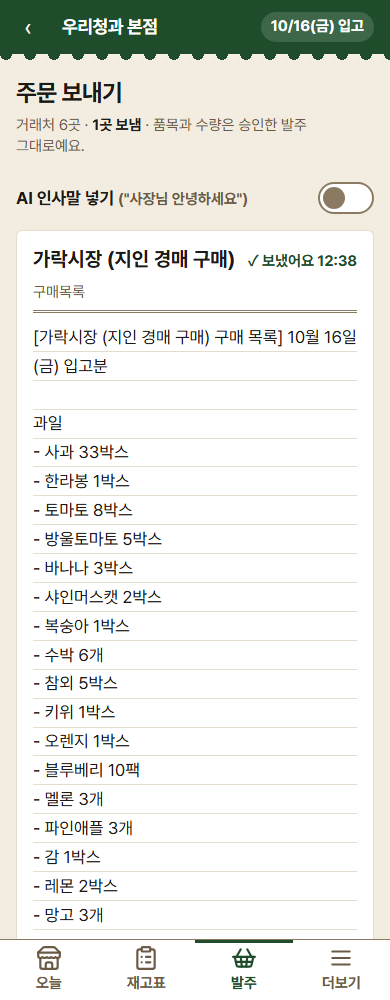 우리청과 본점
10/16(금) 입고
주문 보내기
거래처 6곳 · 1곳 보냄 · 품목과 수량은 승인한 발주
그대로예요.
AI 인사말 넣기 ("사장님 안녕하세요")
가락시장 (지인 경매 구매) ✓ 보냈어요 12:38
구매목록
[가락시장 (지인 경매 구매) 구매 목록] 10월 16일
(금) 입고분
과일
- 사과 33박스
- 한라봉 1박스
- 토마토 8박스
- 방울토마토 5박스
- 바나나 3박스
- 샤인머스캣 2박스
- 복숭아 1박스
- 수박 6개
- 참외 5박스
- 키위 1박스
- 오렌지 1박스
- 블루베리 10팩
- 멜론 3개
- 파인애플 3개
- 감 1박스
- 레몬 2박스
- 망고 3개
오늘
재고표
발주
더보기